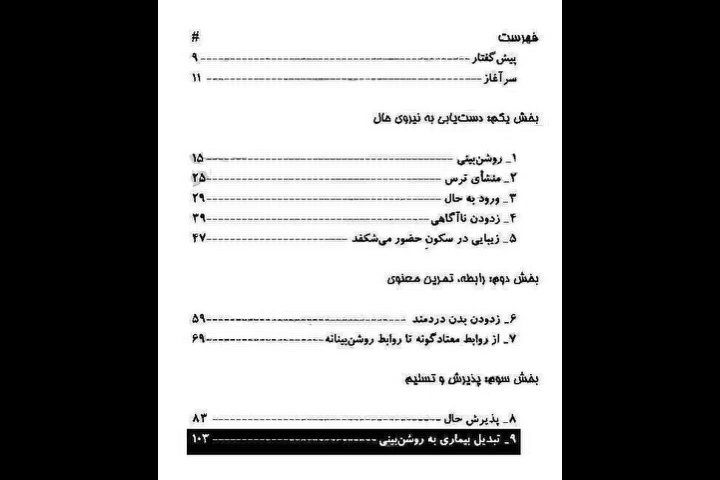 فهرست #
پیش‌گفتار ۹
سرآغاز ۱۱
بخش یکم: دست‌یابی به نیروی حال
۱_ روشن‌بینی ۱۵
۲_ منشأی ترس ۲۵
۳_ ورود به حال ۲۹
۴_ زدودن ناآگاهی ۳۹
۵_ زیبایی در سکونِ حضور می‌شکفد ۴۷
بخش دوم: رابطه، تمرین معنوی
۶_ زدودن بدن دردمند ۵۹
۷_ از روابط معتادگونه تا روابط روشن‌بینانه ۶۹
بخش سوم: پذیرش و تسلیم
۸_ پذیرش حال ۸۳
۹_ تبدیل بیماری به روشن‌بینی ۱۰۳